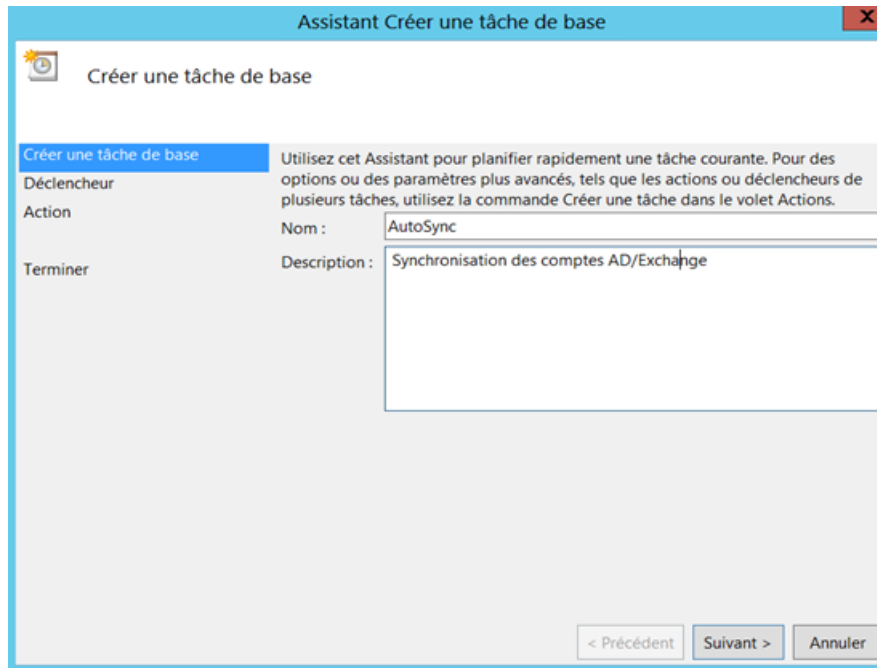 Assistant Créer une tâche de base
X
Créer une tâche de base
Créer une tâche de base
Déclencheur
Action
Terminer
Utilisez cet Assistant pour planifier rapidement une tâche courante. Pour des
options ou des paramètres plus avancés, tels que les actions ou déclencheurs de
plusieurs tâches, utilisez la commande Créer une tâche dans le volet Actions.
Nom : AutoSync
Description : Synchronisation des comptes AD/Exchange
< Précédent Suivant > Annuler